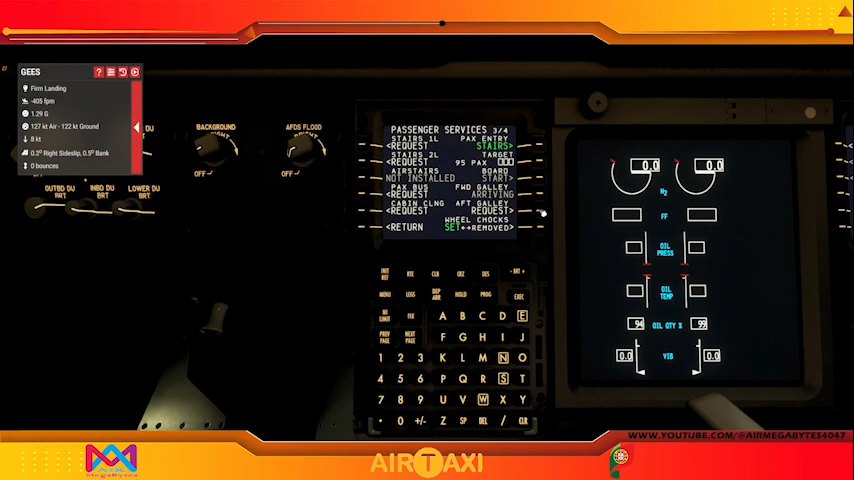 GEES
?
Firm Landing
-405 fpm
1.29 G
127 kt Air - 122 kt Ground
8 kt
0.2º Right Sideslip, 0.5º Bank
0 bounces
BACKGROUND
OFF
AFDS FLOOD
BRIGHT
OFF
OUTBD DU
BRT
INBD DU
BRT
LOWER DU
BRT
PASSENGER SERVICES 3/4
STAIRS 1L PAX ENTRY
<REQUEST STAIRS>
STAIRS 2L TARGET
<REQUEST 95 PAX
AIRSTAIRS BOARD
NOT INSTALLED START>
PAX BUS FWD GALLEY
<REQUEST ARRIVING
CABIN CLNG AFT GALLEY
<REQUEST REQUEST>
WHEEL CHOCKS
<RETURN SET↔REMOVED>
INIT REF RTE CLB CRZ DES - BRT +
MENU LEGS DEP ARR HOLD PROG EXEC
N1 LIMIT FIX A B C D E
PREV PAGE NEXT PAGE F G H I J
1 2 3 K L M N O
4 5 6 P Q R S T
7 8 9 U V W X Y
. 0 +/- Z SP DEL / CLR
0.0 0.0
N2
FF
OIL
PRESS
OIL
TEMP
94 OIL QTY % 99
0.0 VIB 0.0
WWW.YOUTUBE.COM/@AIRMEGABYTES4047
MegaBytes
AIRTAXI